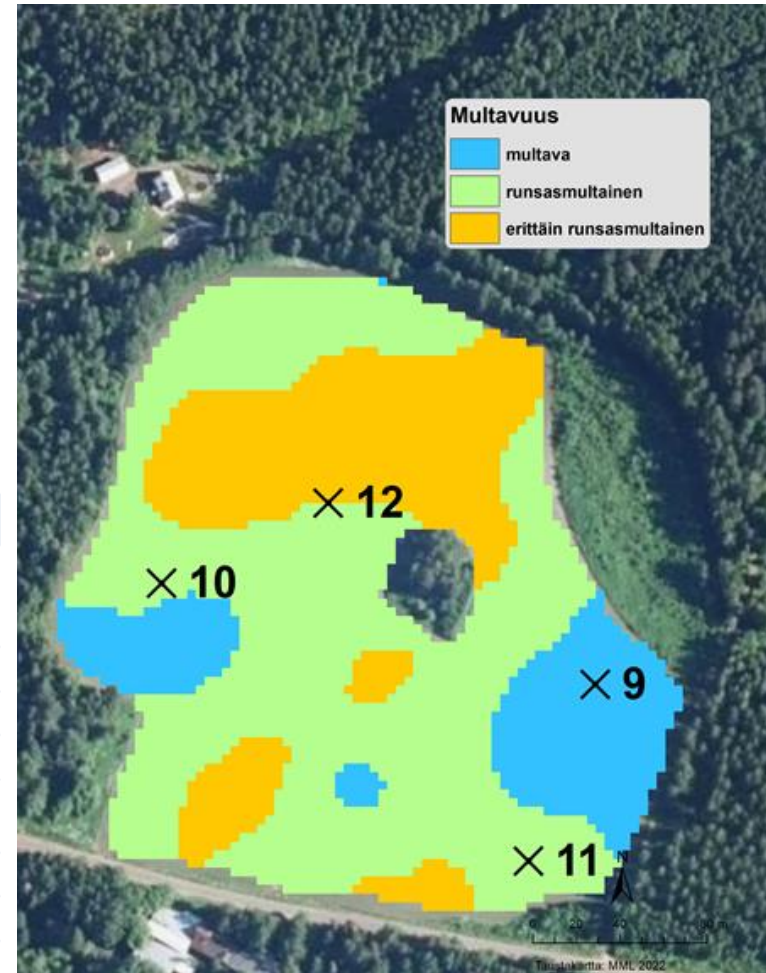 Multavuus
multava
runsasmultainen
erittäin runsasmultainen
12
10
9
11
N
0 20 40 80 m
Taustakartta: MML 2022